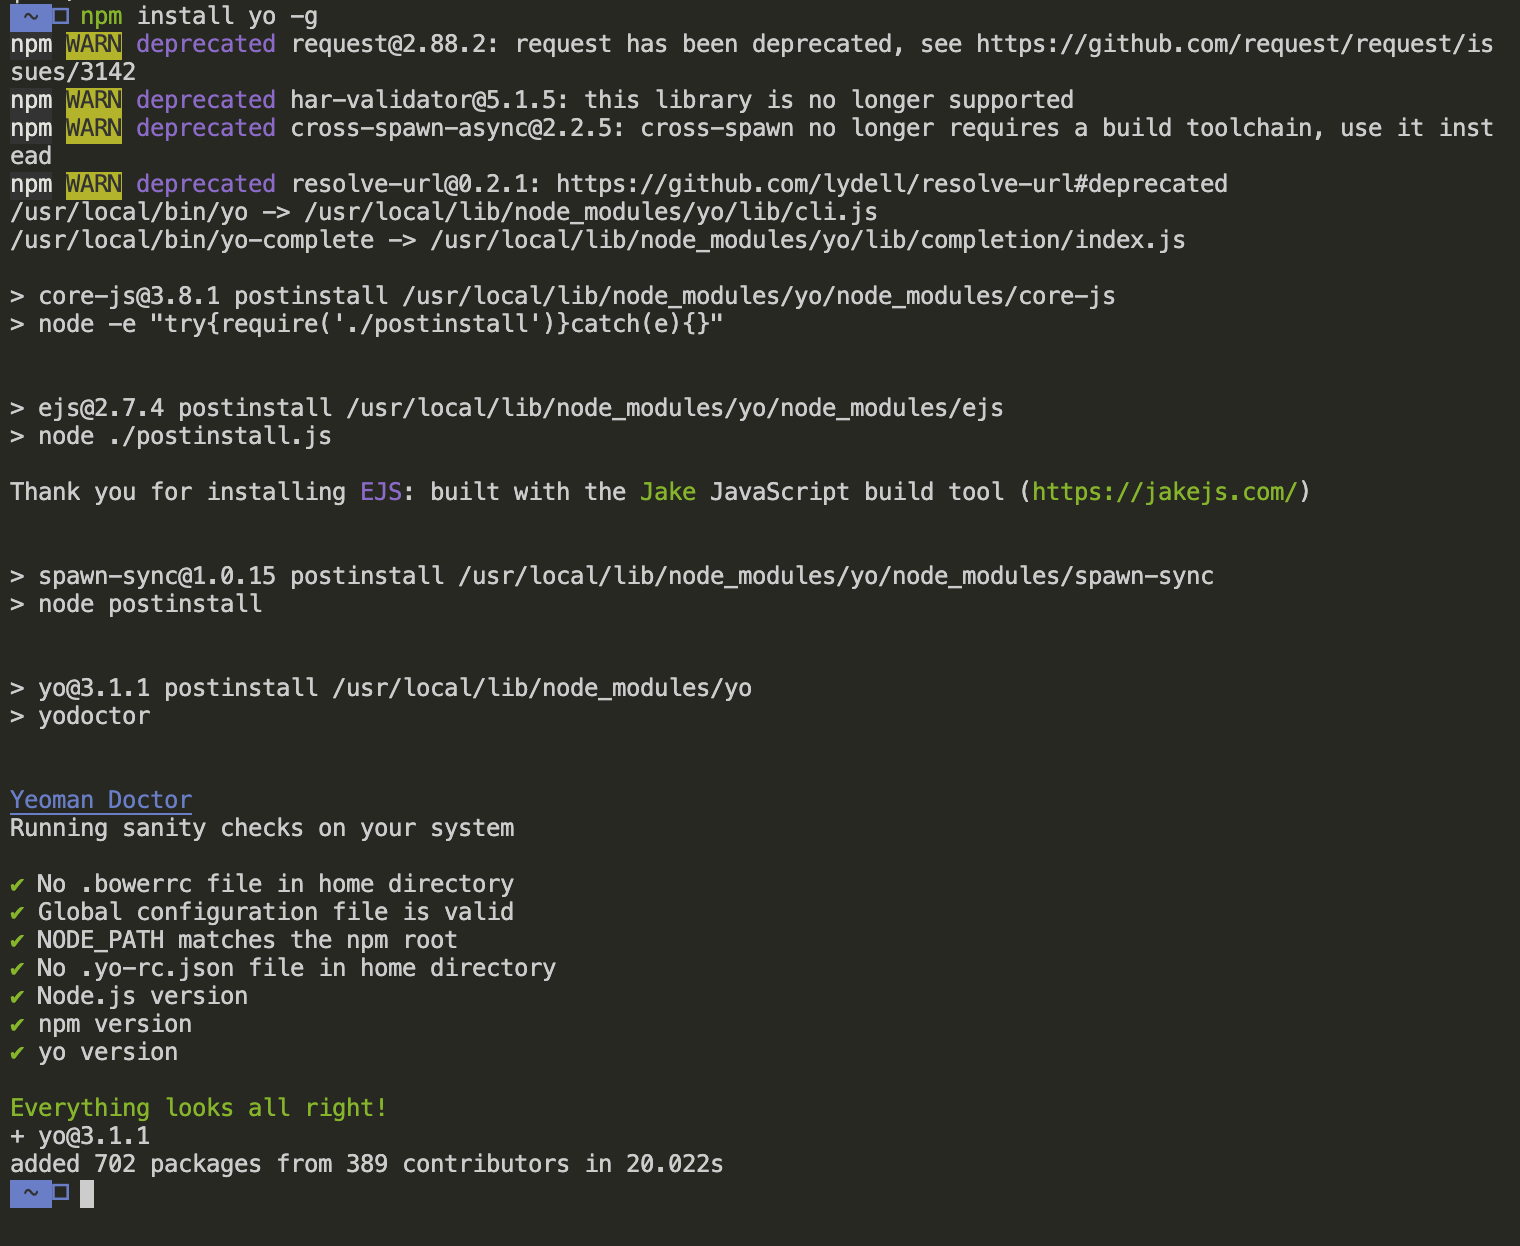 ~ npm install yo -g
npm WARN deprecated request@2.88.2: request has been deprecated, see https://github.com/request/request/is
sues/3142
npm WARN deprecated har-validator@5.1.5: this library is no longer supported
npm WARN deprecated cross-spawn-async@2.2.5: cross-spawn no longer requires a build toolchain, use it inst
ead
npm WARN deprecated resolve-url@0.2.1: https://github.com/lydell/resolve-url#deprecated
/usr/local/bin/yo -> /usr/local/lib/node_modules/yo/lib/cli.js
/usr/local/bin/yo-complete -> /usr/local/lib/node_modules/yo/lib/completion/index.js
> core-js@3.8.1 postinstall /usr/local/lib/node_modules/yo/node_modules/core-js
> node -e "try{require('./postinstall')}catch(e){}"
> ejs@2.7.4 postinstall /usr/local/lib/node_modules/yo/node_modules/ejs
> node ./postinstall.js
Thank you for installing EJS: built with the Jake JavaScript build tool (https://jakejs.com/)
> spawn-sync@1.0.15 postinstall /usr/local/lib/node_modules/yo/node_modules/spawn-sync
> node postinstall
> yo@3.1.1 postinstall /usr/local/lib/node_modules/yo
> yodoctor
Yeoman Doctor
Running sanity checks on your system
✔ No .bowerrc file in home directory
✔ Global configuration file is valid
✔ NODE_PATH matches the npm root
✔ No .yo-rc.json file in home directory
✔ Node.js version
✔ npm version
✔ yo version
Everything looks all right!
+ yo@3.1.1
added 702 packages from 389 contributors in 20.022s
~